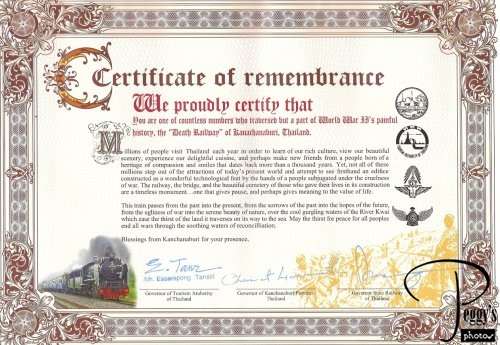 Certificate of remembrance
We proudly certify that
You are one of countless numbers who traversed but a part of World War II's painful
history, the "Death Railway" of Kanachanaburi, Thailand.
Millions of people visit Thailand each year in order to learn of our rich culture, view our beautiful
scenery, experience our delightful cuisine, and perhaps make new friends from a people born of a
heritage of compassion and smiles that dates back more than a thousand years. Yet, not all of these
millions step out of the attractions of today's present world and attempt to see firsthand an edifice
constructed as a wonderful technological feat by the hands of a people subjugated under the cruelness
of war. The railway, the bridge, and the beautiful cemetery of those who gave their lives in its construction
are a timeless monument...one that gives pause, and perhaps gives meaning to the value of life.
This train passes from the past into the present, from the sorrows of the past into the hopes of the future,
from the ugliness of war into the serene beauty of nature, over the cool gurgling waters of the River Kwai
which ease the thirst of the land it onrushes on its way to the sea. May the thirst for peace for all peoples
end all wars through the soothing waters of reconciliation.
Blessings from Kanchanaburi for your presence,
Governor of Tourism Authority
of Thailand
Governor of Kanchanaburi Province
Thailand
Governor State Railway
of Thailand
Peggy's
photos